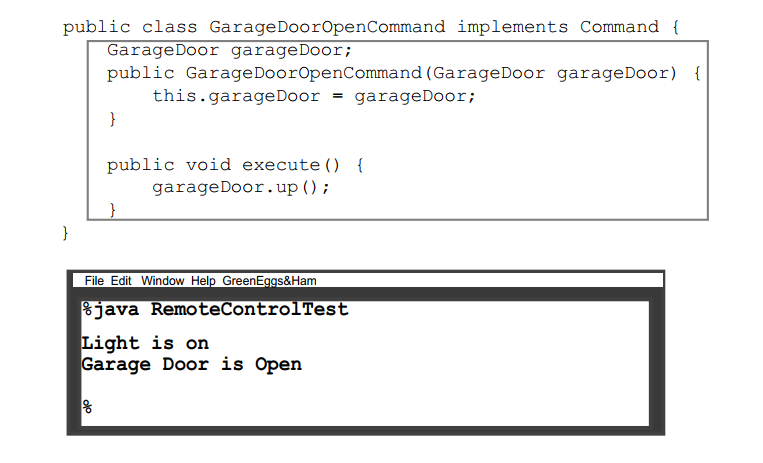 public class GarageDoorOpenCommand implements Command {
GarageDoor garageDoor;
public GarageDoorOpenCommand(GarageDoor garageDoor) {
this.garageDoor = garageDoor;
}
public void execute() {
garageDoor.up();
}
}
File Edit Window Help GreenEggs&Ham
%java RemoteControlTest
Light is on
Garage Door is Open
%